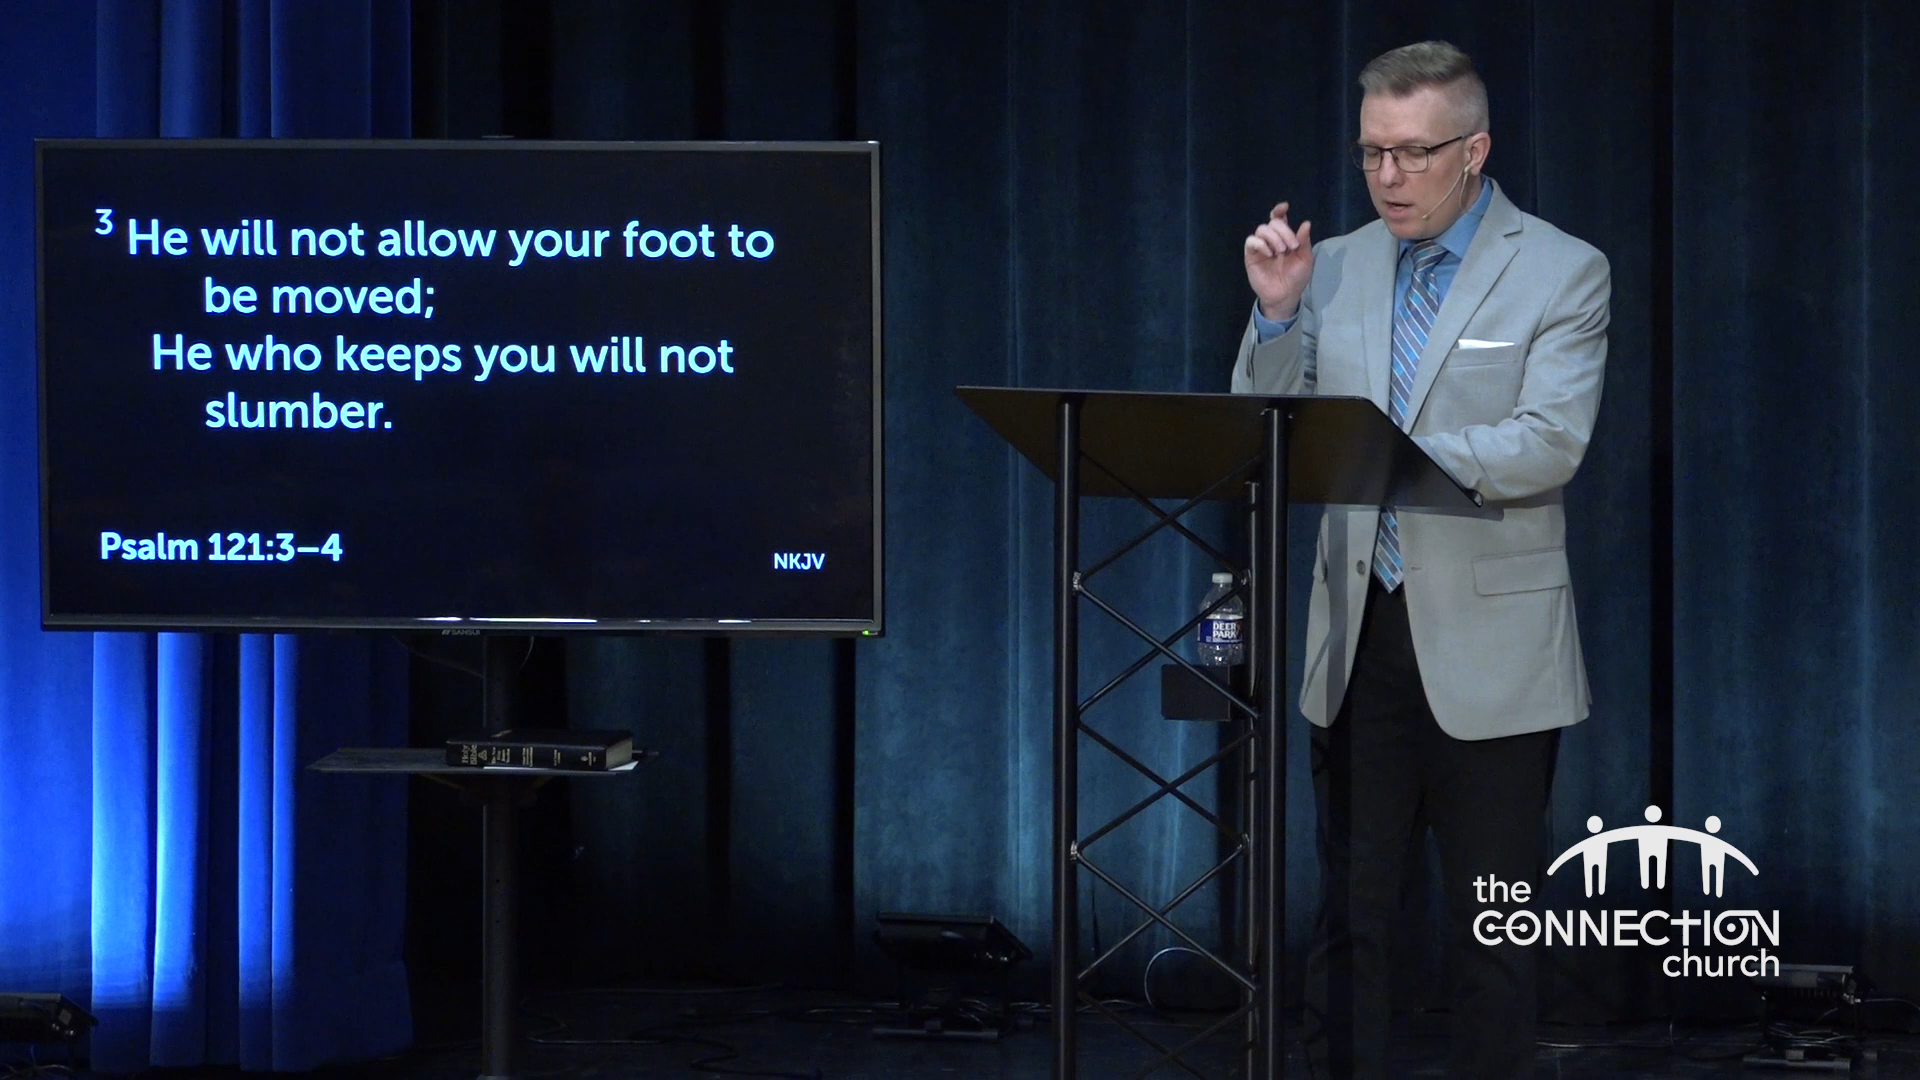 3 He will not allow your foot to
be moved;
He who keeps you will not
slumber.
Psalm 121:3–4
NKJV
SANSUI
DEER
PARK
Holy
Bible
the
CONNECTION
church